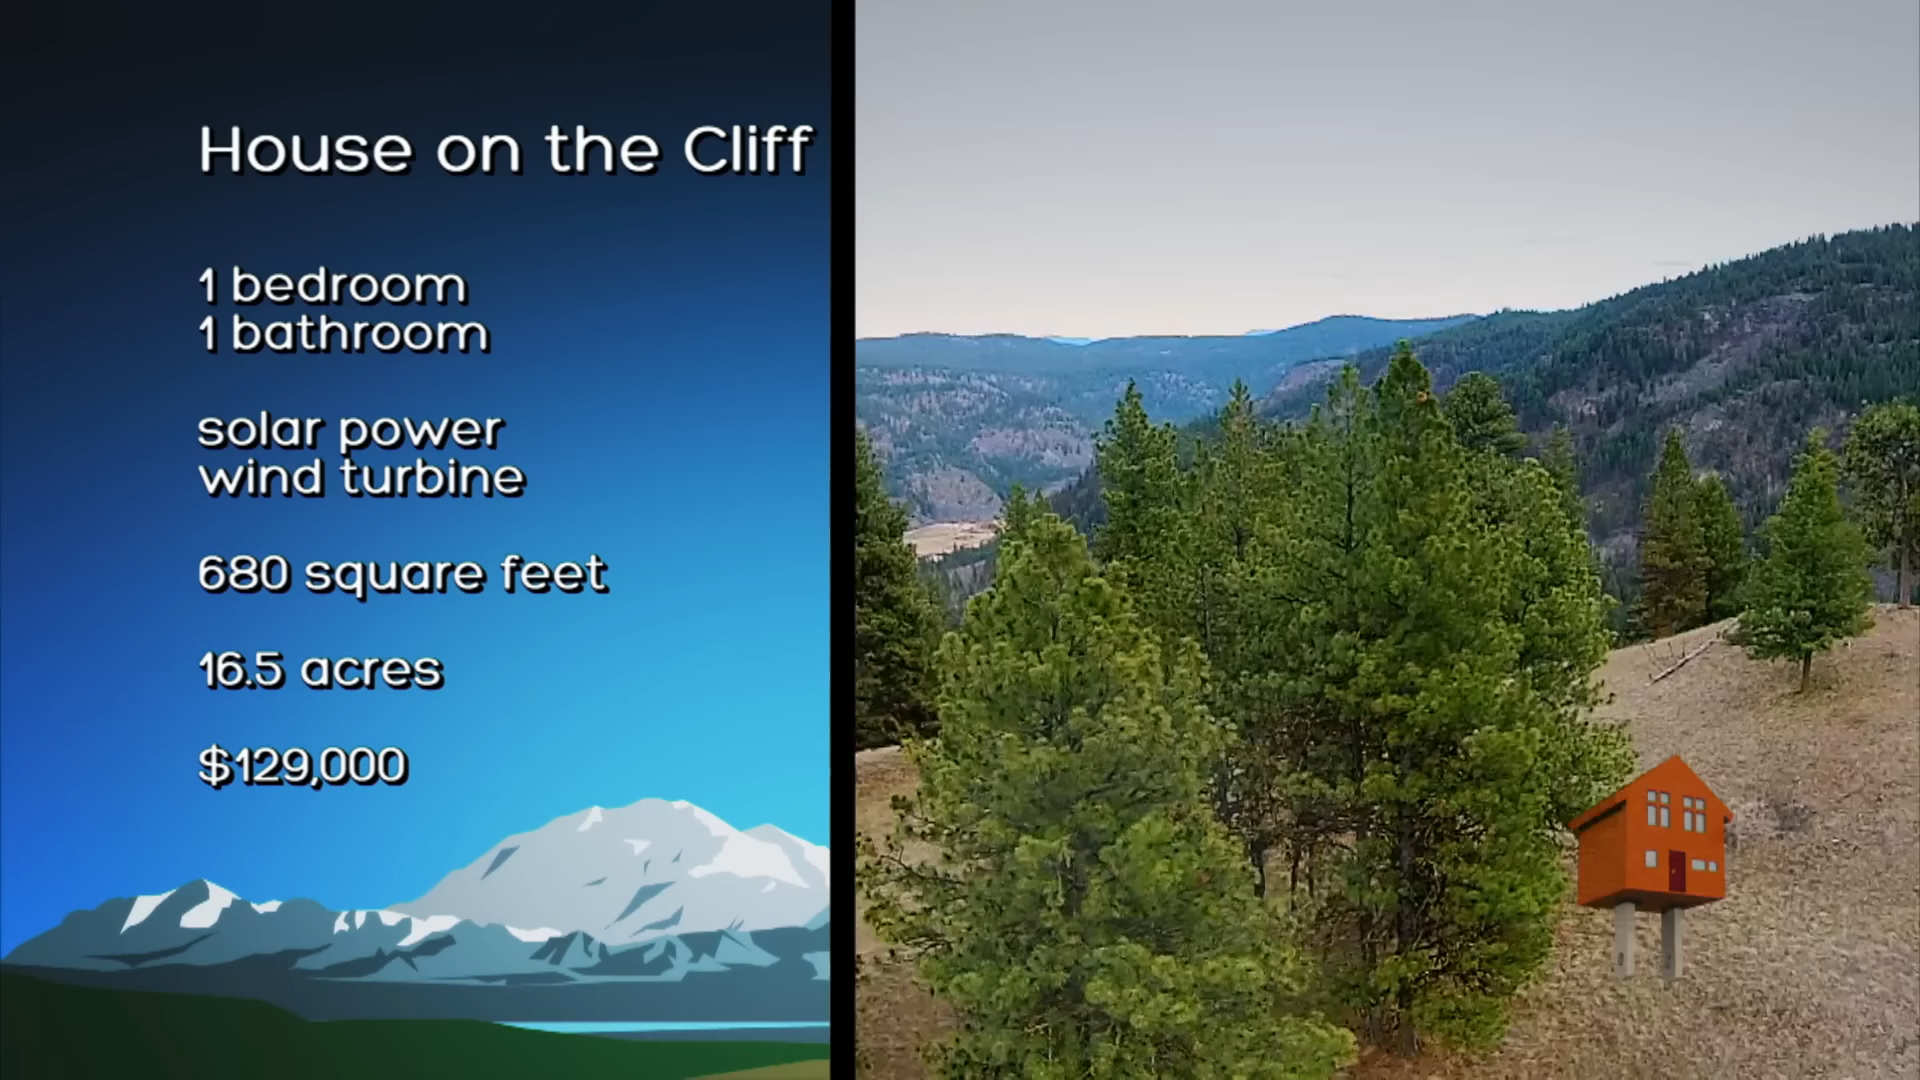 House on the Cliff
1 bedroom
1 bathroom
solar power
wind turbine
680 square feet
16.5 acres
$129,000